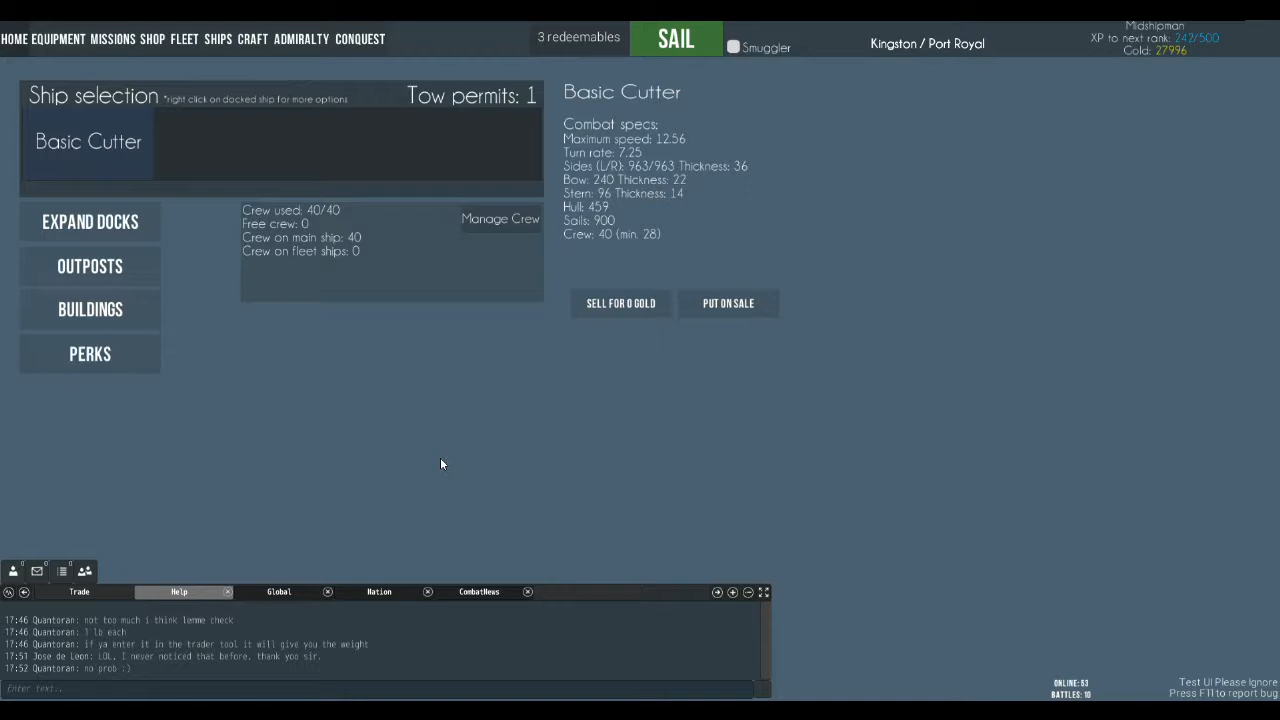 HOME EQUIPMENT MISSIONS SHOP FLEET SHIPS CRAFT ADMIRALTY CONQUEST
3 redeemables
SAIL
Smuggler
Kingston / Port Royal
Midshipman
XP to next rank: 242/500
Gold: 27996
Ship selection *right click on docked ship for more options
Tow permits: 1
Basic Cutter
EXPAND DOCKS
OUTPOSTS
BUILDINGS
PERKS
Crew used: 40/40
Free crew: 0
Crew on main ship: 40
Crew on fleet ships: 0
Manage Crew
Basic Cutter
Combat specs:
Maximum speed: 12.56
Turn rate: 7.25
Sides (L/R): 963/963 Thickness: 36
Bow: 240 Thickness: 22
Stern: 96 Thickness: 14
Hull: 459
Sails: 900
Crew: 40 (min. 28)
SELL FOR 0 GOLD
PUT ON SALE
0 0 0
Trade Help Global Nation CombatNews
17:46 Quantoran: not too much i think lemme check
17:46 Quantoran: 1 lb each
17:46 Quantoran: if ya enter it in the trader tool it will give you the weight
17:51 Jose de Leon: LOL, I never noticed that before, thank yoo sir.
17:52 Quantoran: no prob :)
Enter text..
ONLINE: 53
BATTLES: 10
Test UI Please Ignore
Press F11 to report bug